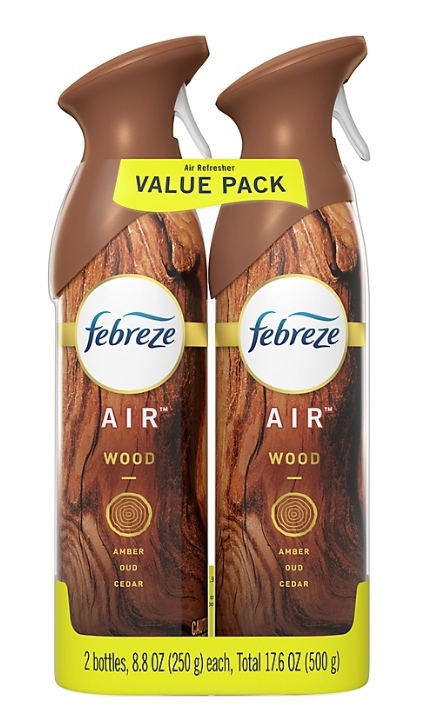 Air Refresher
VALUE PACK
febreze
AIR™
WOOD
AMBER
OUD
CEDAR
febreze
AIR™
WOOD
AMBER
OUD
CEDAR
2 bottles, 8.8 OZ (250 g) each, Total 17.6 OZ (500 g)